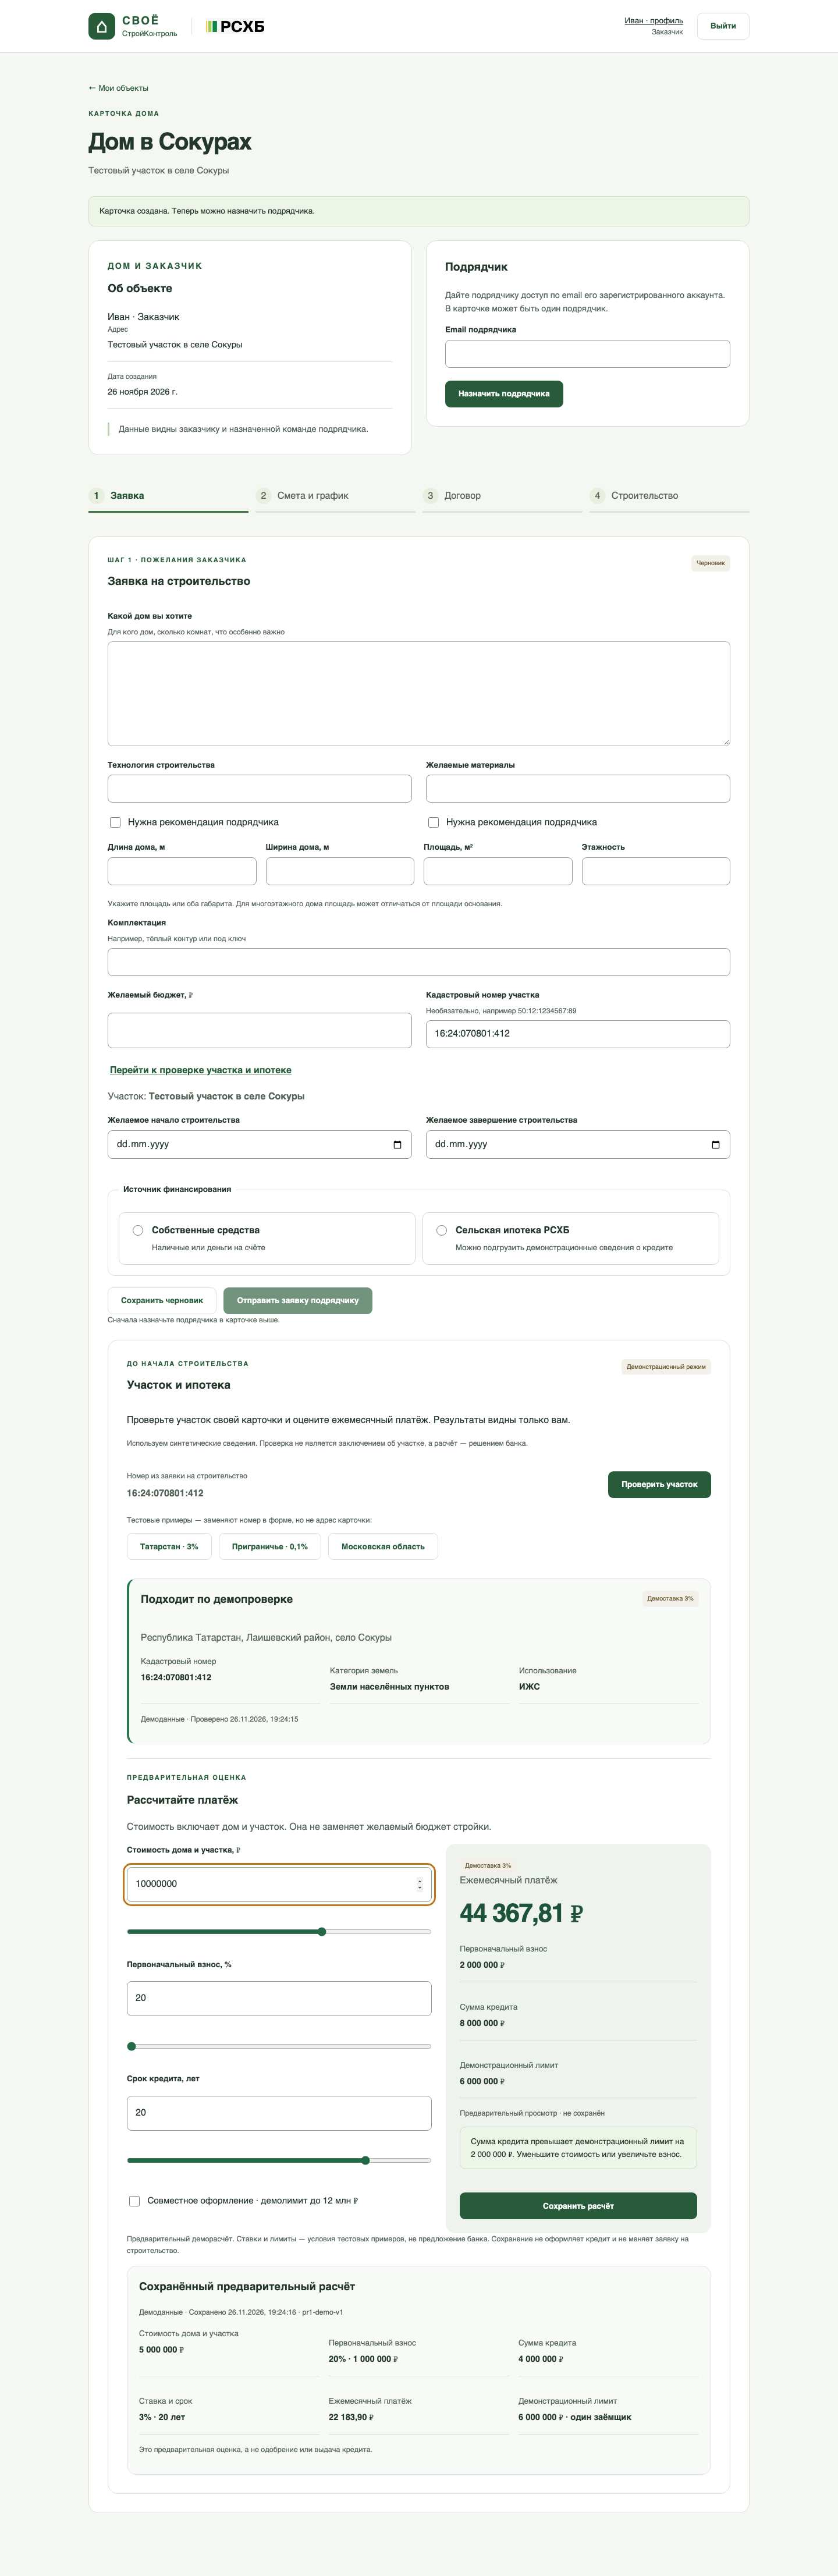 СВОЁ
СтройКонтроль
РСХБ
Иван · профиль
Заказчик
Выйти
← Мои объекты
КАРТОЧКА ДОМА
Дом в Сокурах
Тестовый участок в селе Сокуры
Карточка создана. Теперь можно назначить подрядчика.
ДОМ И ЗАКАЗЧИК
Об объекте
Иван · Заказчик
Адрес
Тестовый участок в селе Сокуры
Дата создания
26 ноября 2026 г.
Данные видны заказчику и назначенной команде подрядчика.
Подрядчик
Дайте подрядчику доступ по email его зарегистрированного аккаунта.
В карточке может быть один подрядчик.
Email подрядчика
Назначить подрядчика
1 Заявка
2 Смета и график
3 Договор
4 Строительство
ШАГ 1 · ПОЖЕЛАНИЯ ЗАКАЗЧИКА
Черновик
Заявка на строительство
Какой дом вы хотите
Для кого дом, сколько комнат, что особенно важно
Технология строительства
Желаемые материалы
Нужна рекомендация подрядчика
Нужна рекомендация подрядчика
Длина дома, м
Ширина дома, м
Площадь, м²
Этажность
Укажите площадь или оба габарита. Для многоэтажного дома площадь может отличаться от площади основания.
Комплектация
Например, тёплый контур или под ключ
Желаемый бюджет, ₽
Кадастровый номер участка
Необязательно, например 50:12:1234567:89
16:24:070801:412
Перейти к проверке участка и ипотеке
Участок: Тестовый участок в селе Сокуры
Желаемое начало строительства
Желаемое завершение строительства
dd.mm.yyyy
dd.mm.yyyy
Источник финансирования
Собственные средства
Наличные или деньги на счёте
Сельская ипотека РСХБ
Можно подгрузить демонстрационные сведения о кредите
Сохранить черновик
Отправить заявку подрядчику
Сначала назначьте подрядчика в карточке выше.
ДО НАЧАЛА СТРОИТЕЛЬСТВА
Демонстрационный режим
Участок и ипотека
Проверьте участок своей карточки и оцените ежемесячный платёж. Результаты видны только вам.
Используем синтетические сведения. Проверка не является заключением об участке, а расчёт — решением банка.
Номер из заявки на строительство
16:24:070801:412
Проверить участок
Тестовые примеры — заменяют номер в форме, но не адрес карточки:
Татарстан · 3%
Приграничье · 0,1%
Московская область
Подходит по демопроверке
Демоставка 3%
Республика Татарстан, Лаишевский район, село Сокуры
Кадастровый номер
16:24:070801:412
Категория земель
Земли населённых пунктов
Использование
ИЖС
Демоданные · Проверено 26.11.2026, 19:24:15
ПРЕДВАРИТЕЛЬНАЯ ОЦЕНКА
Рассчитайте платёж
Стоимость включает дом и участок. Она не заменяет желаемый бюджет стройки.
Стоимость дома и участка, ₽
10000000
Первоначальный взнос, %
20
Срок кредита, лет
20
Совместное оформление · демолимит до 12 млн ₽
Демоставка 3%
Ежемесячный платёж
44 367,81 ₽
Первоначальный взнос
2 000 000 ₽
Сумма кредита
8 000 000 ₽
Демонстрационный лимит
6 000 000 ₽
Предварительный просмотр · не сохранён
Сумма кредита превышает демонстрационный лимит на
2 000 000 ₽. Уменьшите стоимость или увеличьте взнос.
Сохранить расчёт
Предварительный деморасчёт. Ставки и лимиты — условия тестовых примеров, не предложение банка. Сохранение не оформляет кредит и не меняет заявку на
строительство.
Сохранённый предварительный расчёт
Демоданные · Сохранено 26.11.2026, 19:24:16 · pr1-demo-v1
Стоимость дома и участка
5 000 000 ₽
Первоначальный взнос
20% · 1 000 000 ₽
Сумма кредита
4 000 000 ₽
Ставка и срок
3% · 20 лет
Ежемесячный платёж
22 183,90 ₽
Демонстрационный лимит
6 000 000 ₽ · один заёмщик
Это предварительная оценка, а не одобрение или выдача кредита.